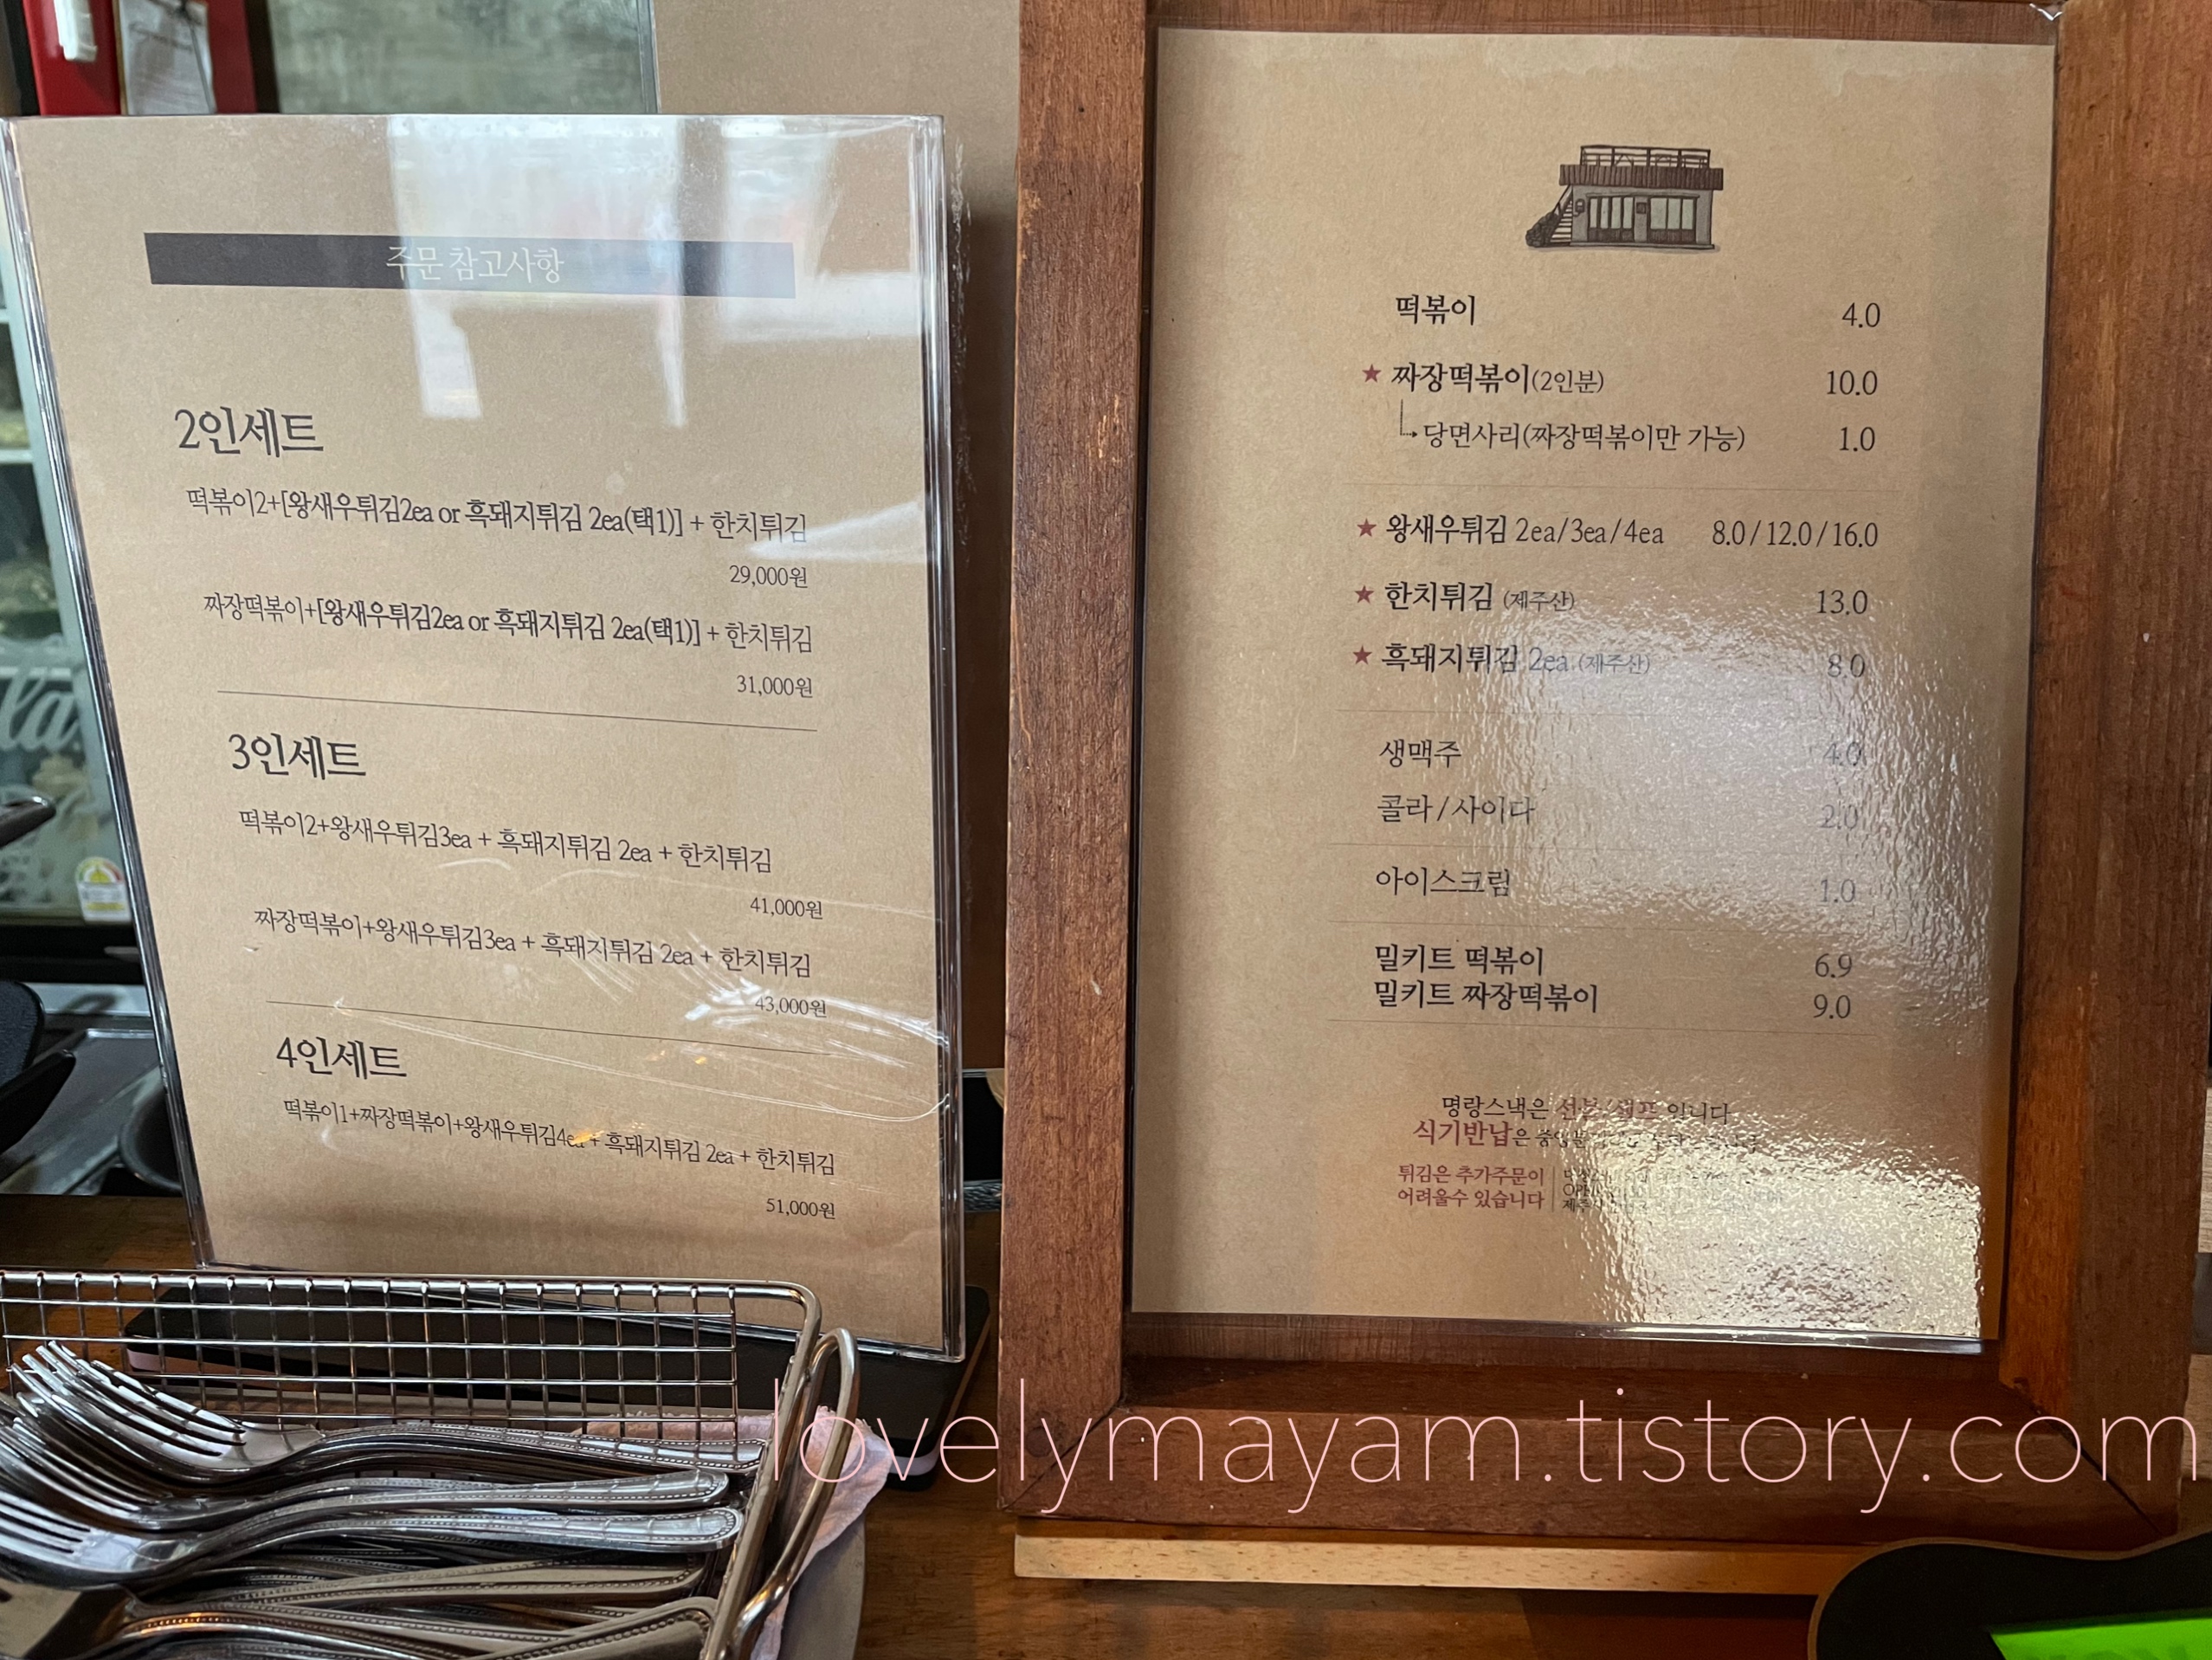 주문 참고사항
2인세트
떡볶이2+[왕새우튀김2ea or 흑돼지튀김 2ea(택1)] + 한치튀김
29,000원
짜장떡볶이+[왕새우튀김2ea or 흑돼지튀김 2ea(택1)] + 한치튀김
31,000원
3인세트
떡볶이2+왕새우튀김3ea + 흑돼지튀김 2ea + 한치튀김
41,000원
짜장떡볶이+왕새우튀김3ea + 흑돼지튀김 2ea + 한치튀김
43,000원
4인세트
떡볶이1+짜장떡볶이+왕새우튀김4ea + 흑돼지튀김 2ea + 한치튀김
51,000원
떡볶이 4.0
★ 짜장떡볶이(2인분) 10.0
당면사리(짜장떡볶이만 가능) 1.0
★ 왕새우튀김 2ea/3ea/4ea 8.0/12.0/16.0
★ 한치튀김 (제주산) 13.0
★ 흑돼지튀김 2ea (제주산) 8.0
생맥주 4.0
콜라/사이다 2.0
아이스크림 1.0
밀키트 떡볶이 6.9
밀키트 짜장떡볶이 9.0
명랑스낵은 입니다
식기반납은
튀김은 추가주문이
어려울수 있습니다
lovelymayam.tistory.com